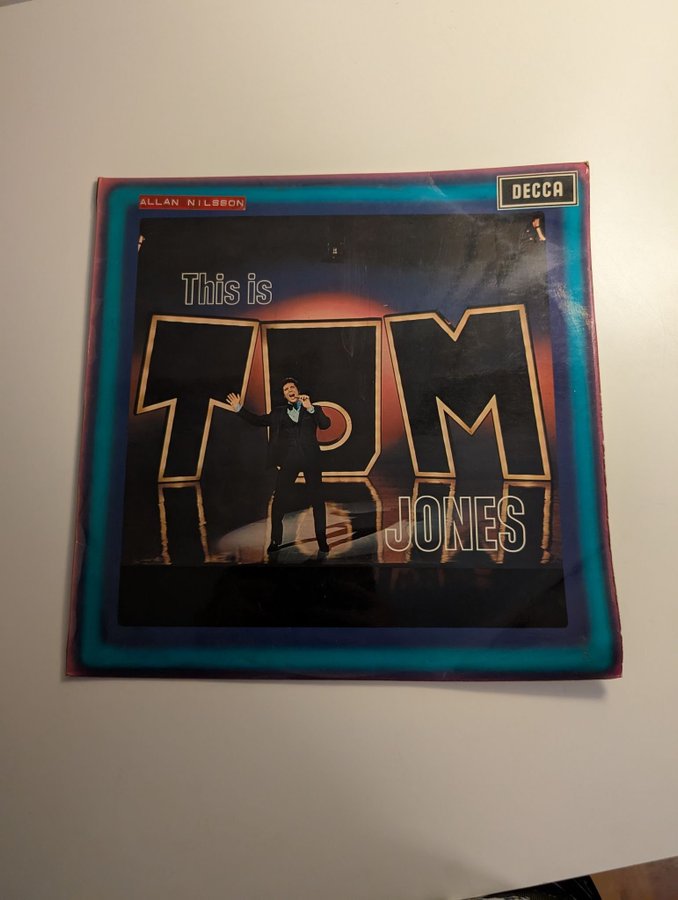 ALLAN NILSSON
DECCA
This is
TOM
JONES